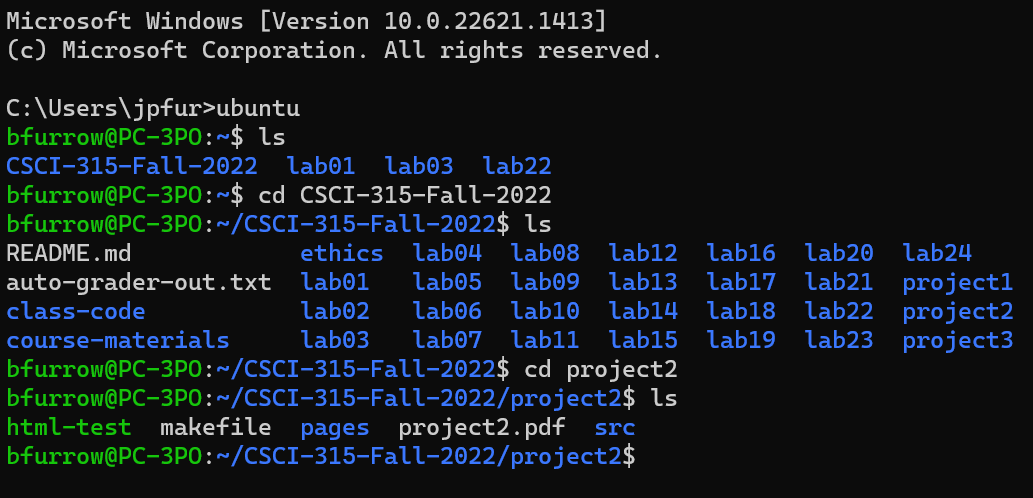 Microsoft Windows [Version 10.0.22621.1413]
(c) Microsoft Corporation. All rights reserved.
C:\Users\jpfur>ubuntu
bfurrow@PC-3PO:~$ ls
CSCI-315-Fall-2022  lab01  lab03  lab22
bfurrow@PC-3PO:~$ cd CSCI-315-Fall-2022
bfurrow@PC-3PO:~/CSCI-315-Fall-2022$ ls
README.md            ethics  lab04  lab08  lab12  lab16  lab20  lab24
auto-grader-out.txt  lab01   lab05  lab09  lab13  lab17  lab21  project1
class-code           lab02   lab06  lab10  lab14  lab18  lab22  project2
course-materials     lab03   lab07  lab11  lab15  lab19  lab23  project3
bfurrow@PC-3PO:~/CSCI-315-Fall-2022$ cd project2
bfurrow@PC-3PO:~/CSCI-315-Fall-2022/project2$ ls
html-test  makefile  pages  project2.pdf  src
bfurrow@PC-3PO:~/CSCI-315-Fall-2022/project2$